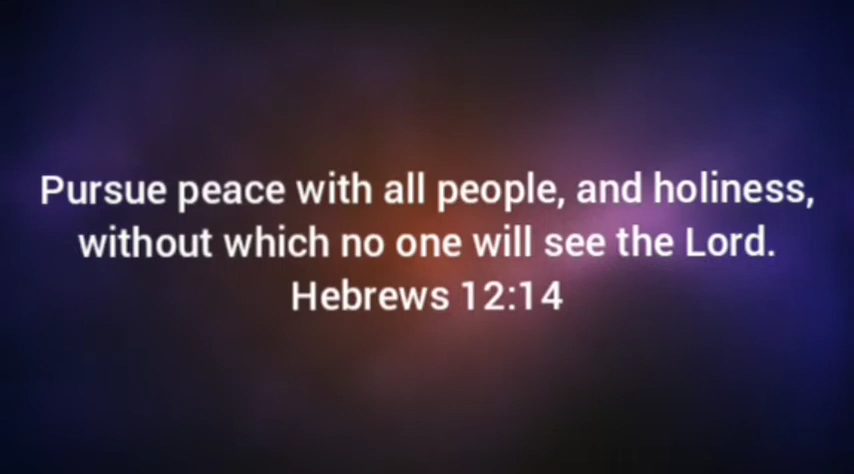 Pursue peace with all people, and holiness,
without which no one will see the Lord.
Hebrews 12:14